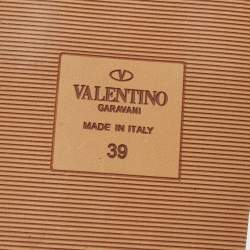 VALENTINO
GARAVANI
MADE IN ITALY
39